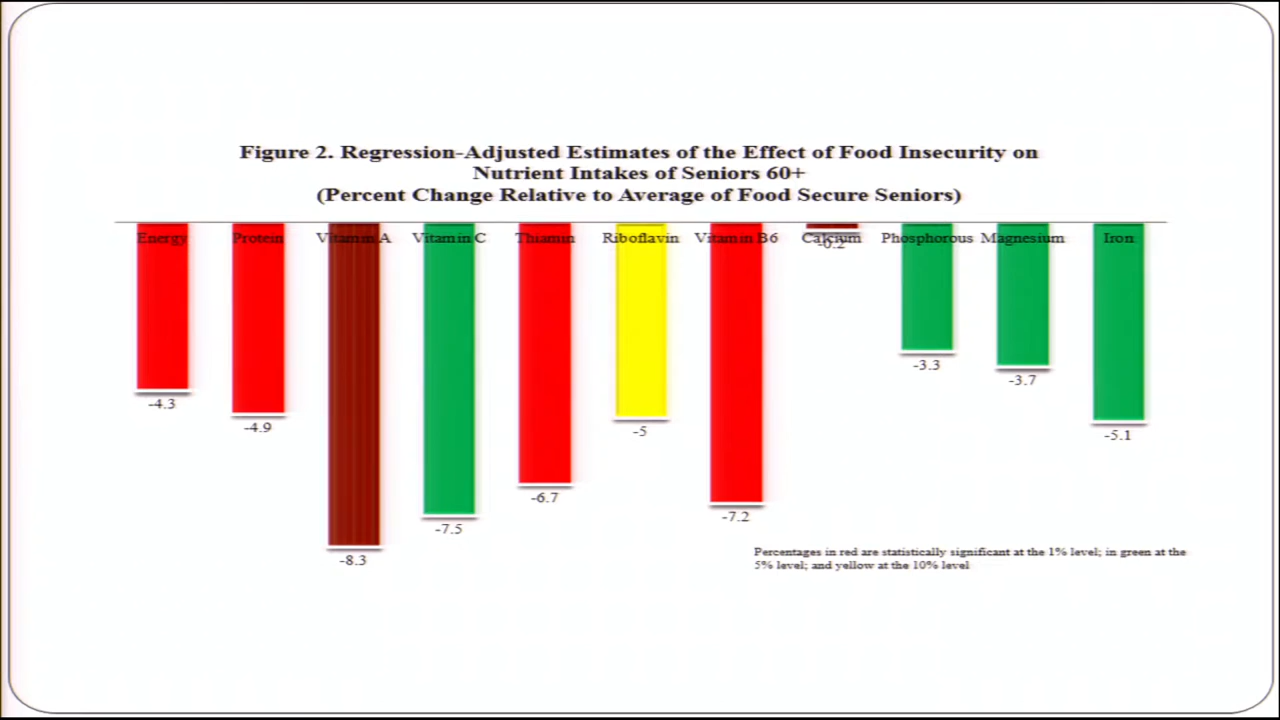 Figure 2. Regression-Adjusted Estimates of the Effect of Food Insecurity on
Nutrient Intakes of Seniors 60+
(Percent Change Relative to Average of Food Secure Seniors)
Energy Protein Vitamin A Vitamin C Thiamin Riboflavin Vitamin B6 Calcium Phosphorous Magnesium Iron
-0.2
-3.3
-3.7
-4.3
-4.9
-5
-5.1
-6.7
-7.2
-7.5
-8.3
Percentages in red are statistically significant at the 1% level; in green at the
5% level; and yellow at the 10% level